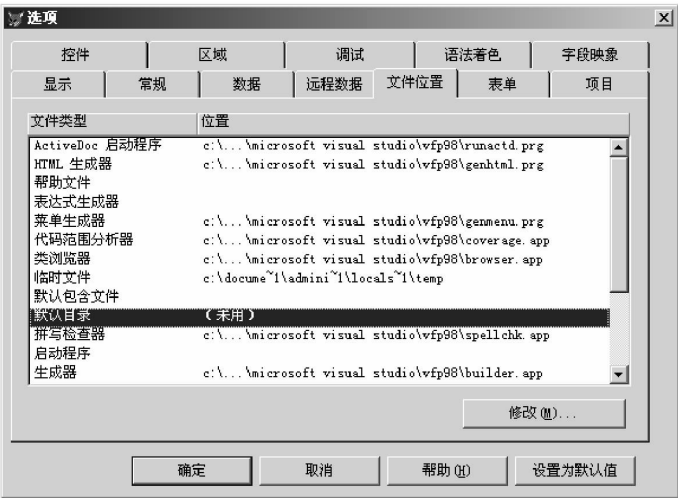 选项
控件 区域 调试 语法着色 字段映象
显示 常规 数据 远程数据 文件位置 表单 项目
文件类型 位置
ActiveDoc 启动程序 c:\...\microsoft visual studio\vfp98\runactd.prg
HTML 生成器 c:\...\microsoft visual studio\vfp98\genhtml.prg
帮助文件
表达式生成器
菜单生成器 c:\...\microsoft visual studio\vfp98\genmenu.prg
代码范围分析器 c:\...\microsoft visual studio\vfp98\coverage.app
类浏览器 c:\...\microsoft visual studio\vfp98\browser.app
临时文件 c:\docume~1\admini~1\locals~1\temp
默认包含文件
默认目录 (未用)
拼写检查器 c:\...\microsoft visual studio\vfp98\spellchk.app
启动程序
生成器 c:\...\microsoft visual studio\vfp98\builder.app
修改(M)...
确定 取消 帮助(H) 设置为默认值